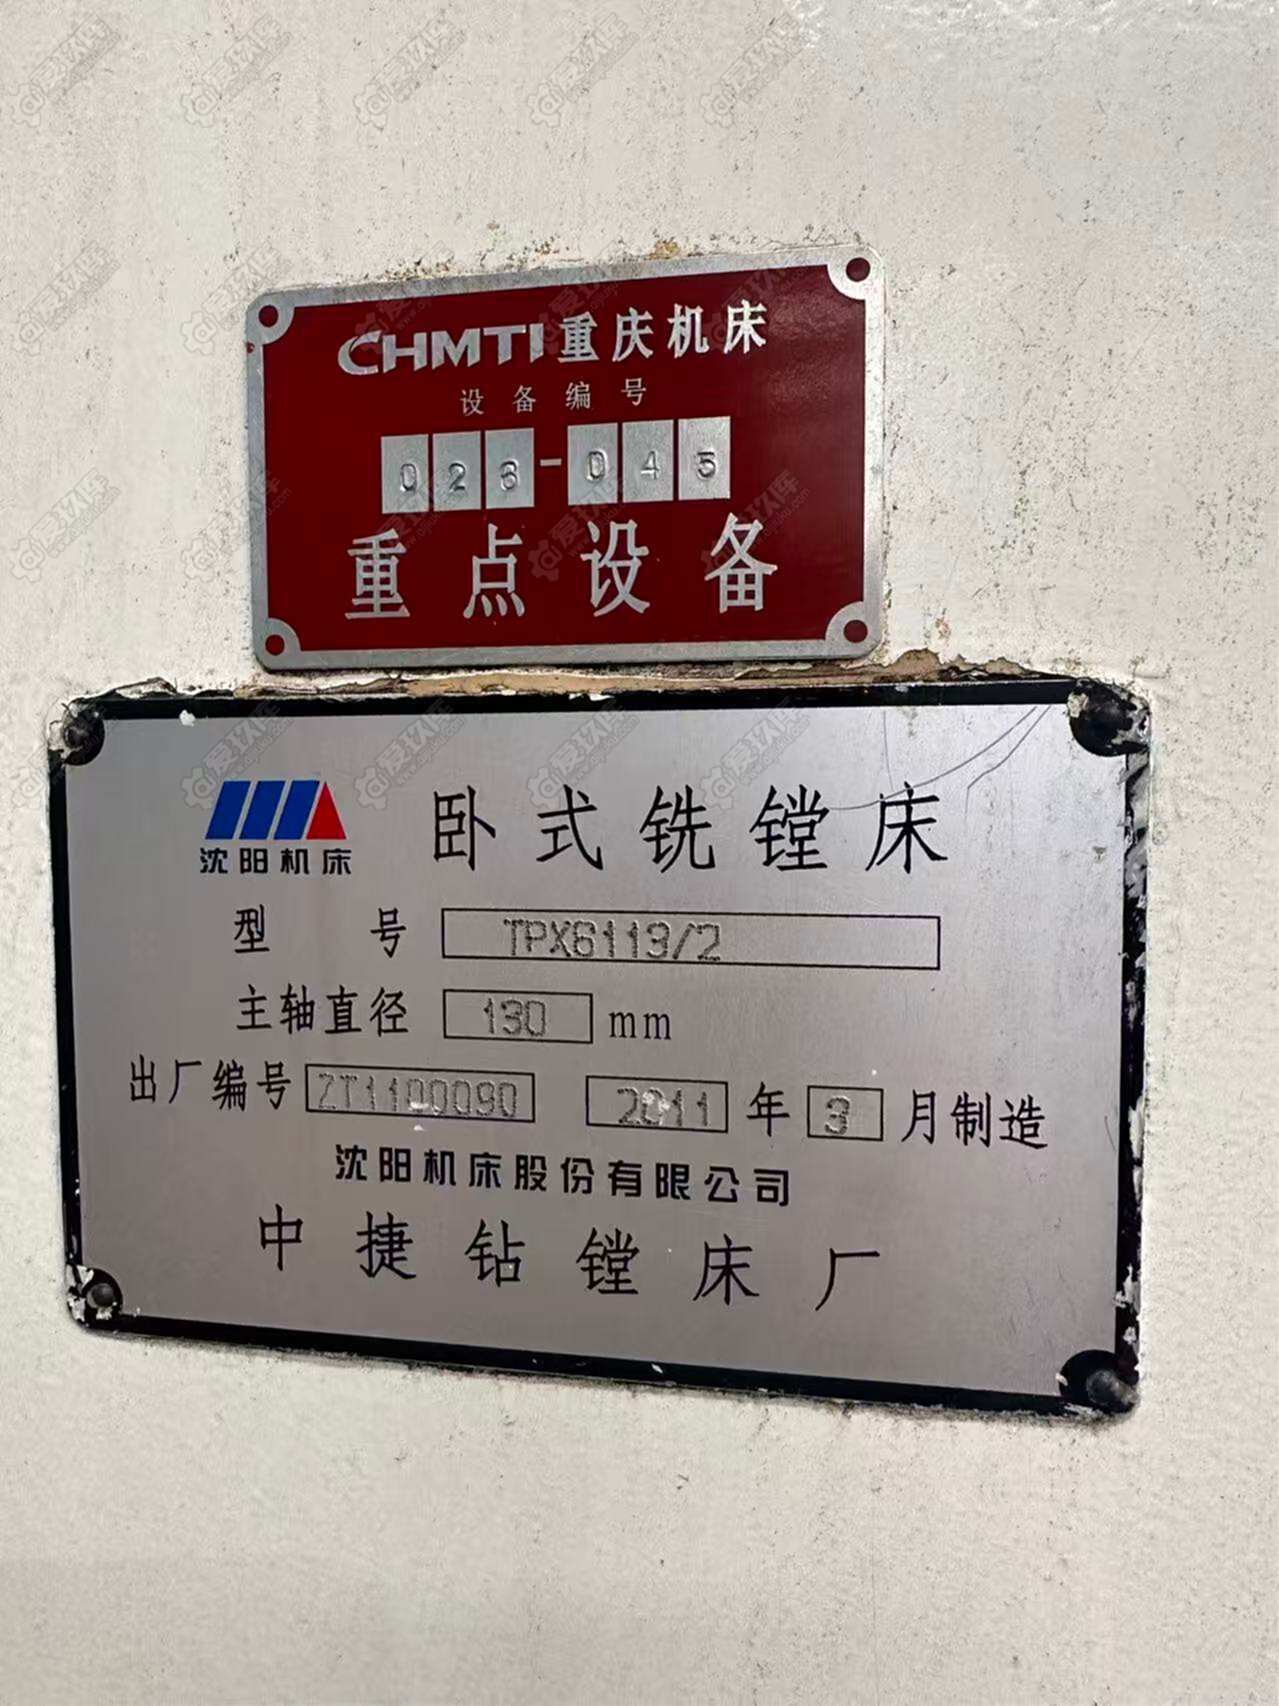 CHMTI重庆机床
设备编号
023-045
重点设备
沈阳机床
卧式铣镗床
型号 TPX6113/2
主轴直径 130 mm
出厂编号 ZT1100090 2011 年 3 月制造
沈阳机床股份有限公司
中捷钻镗床厂